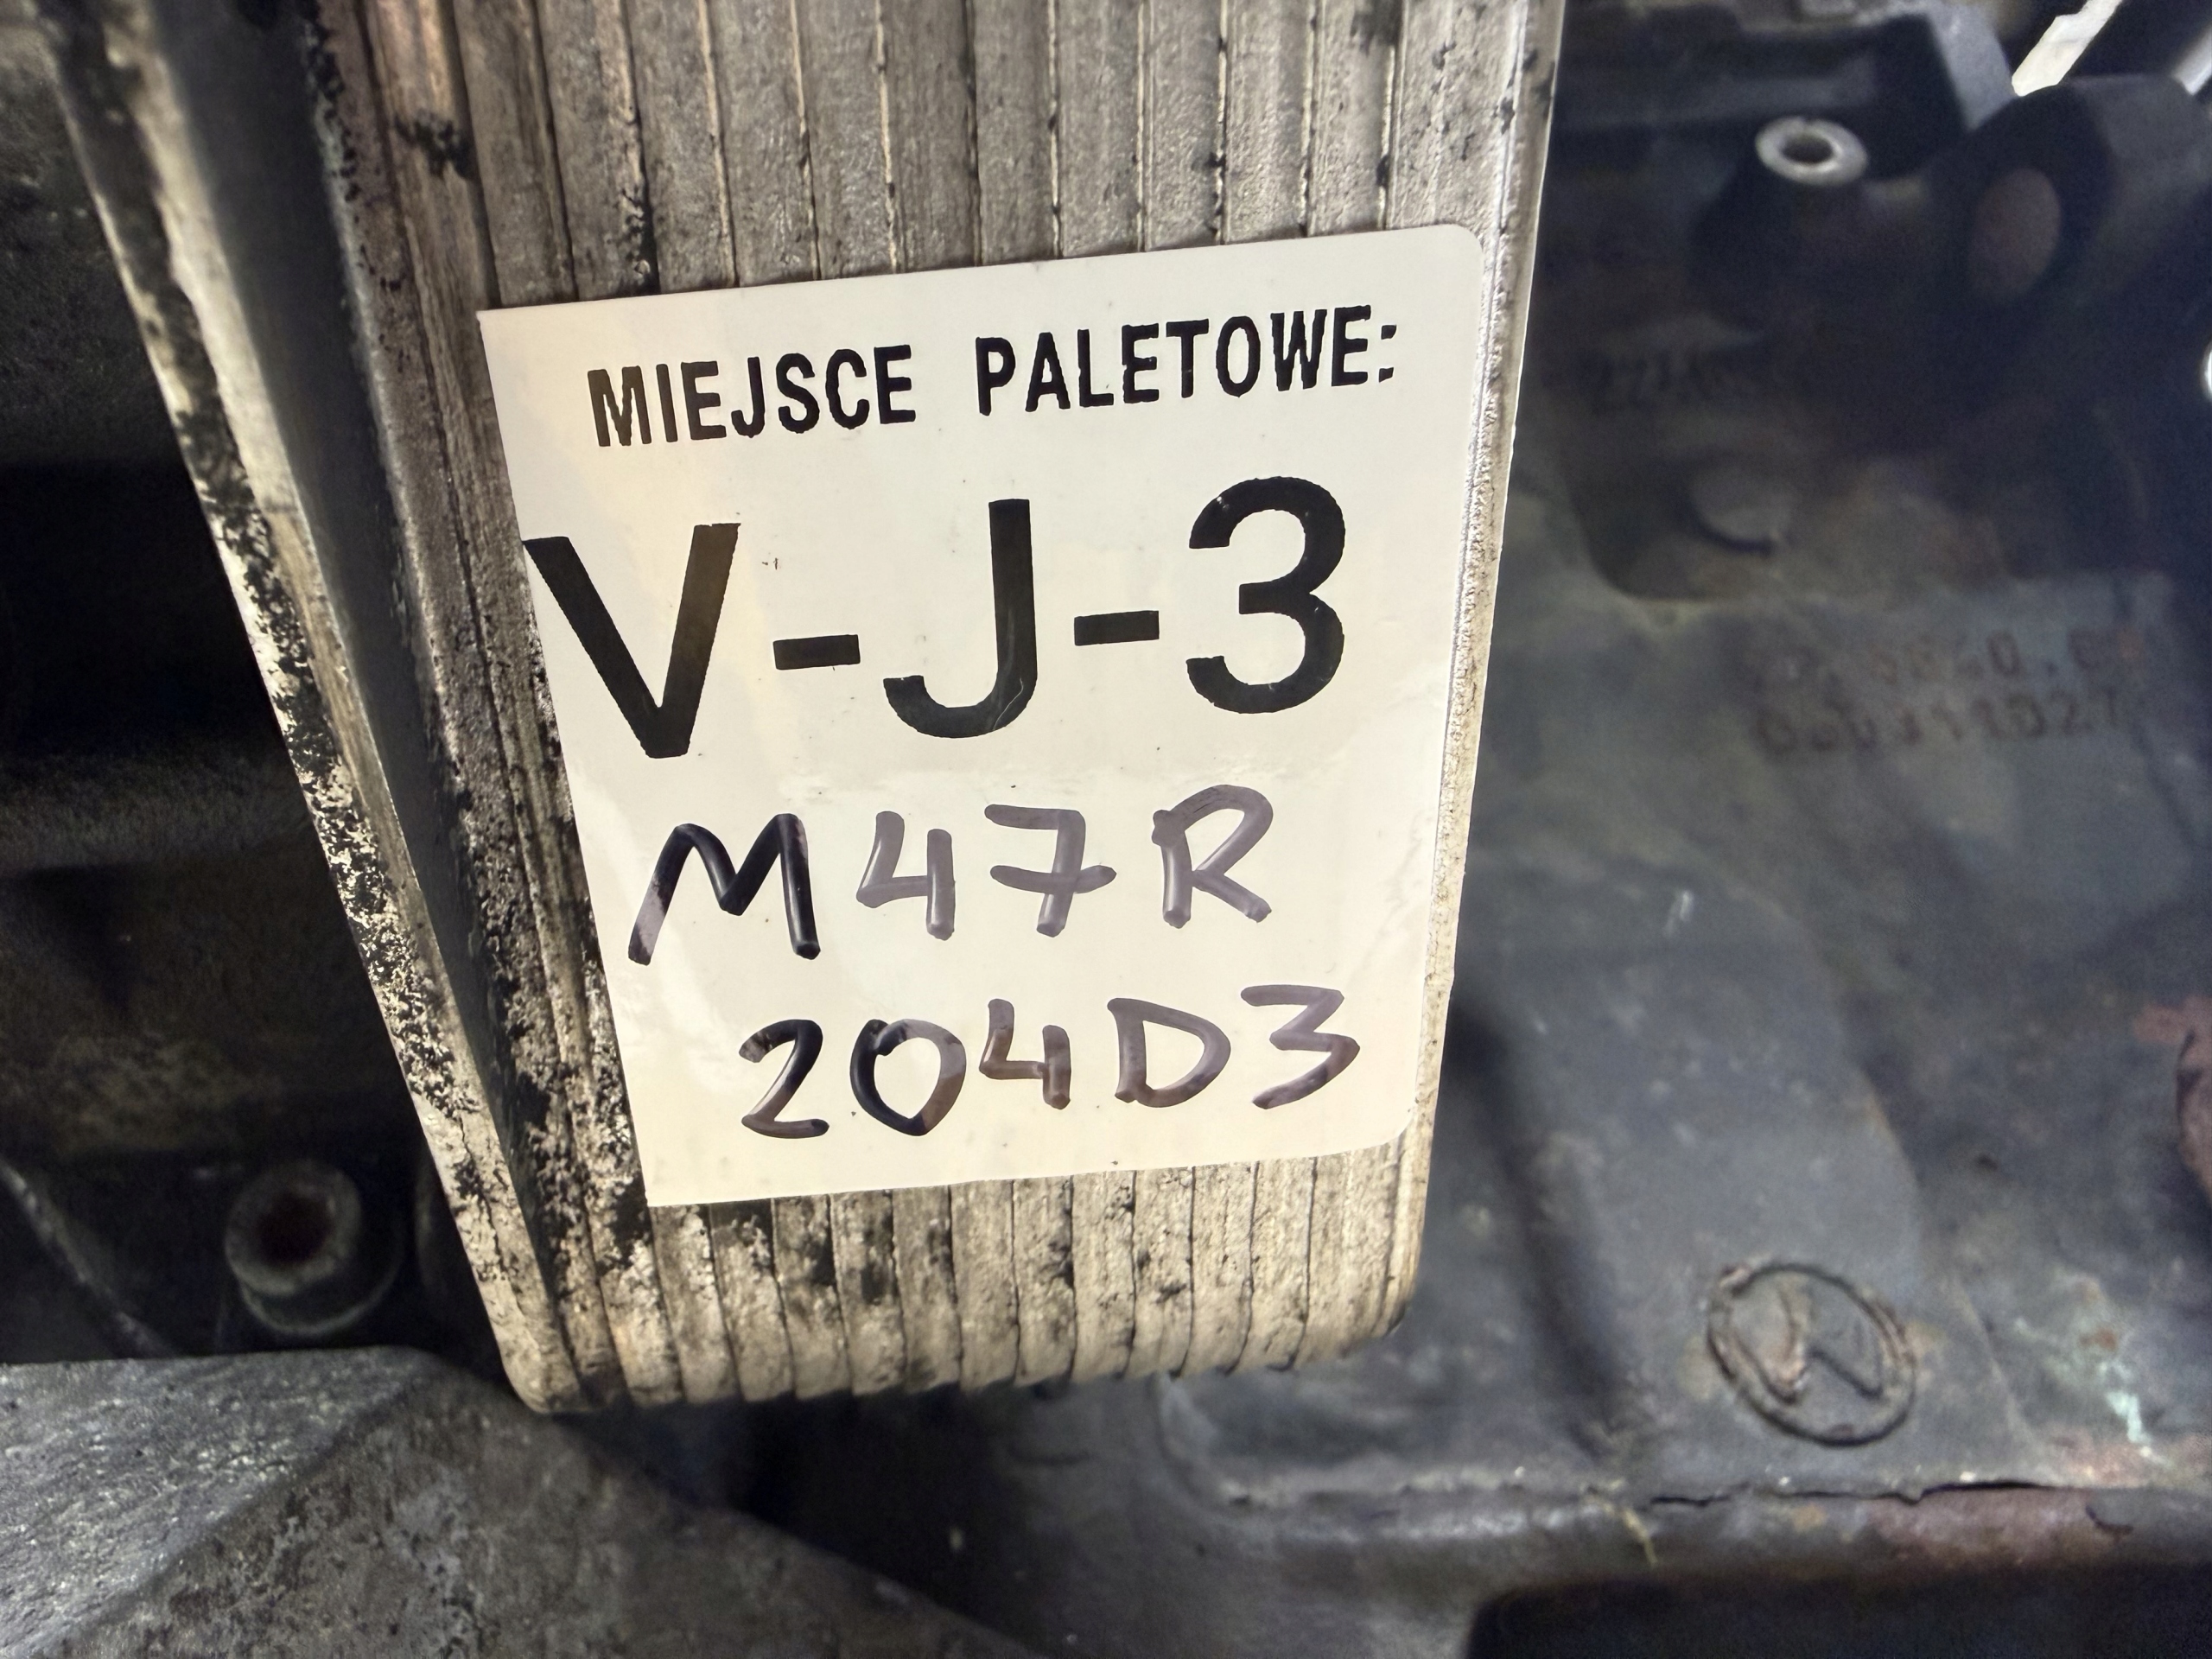 MIEJSCE PALETOWE:
V-J-3
M47R
204D3